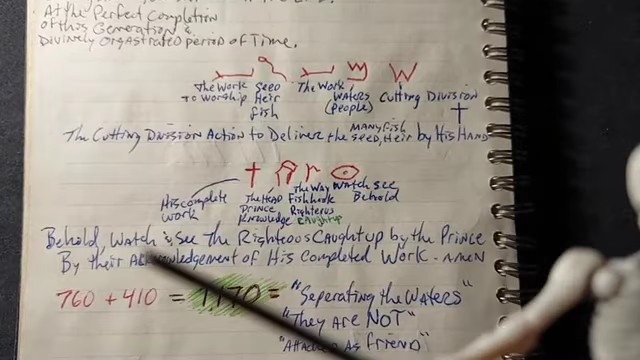 At the Perfect Completion
of this Generation &
Divinely Orgastrated period of Time.
The Work SEED The Work WATERS CUTTING DIVISION
TO WORSHIP Heir (People)
Fish
The Cutting Division Action to Deliver the seed, MANY FISH Heir by His HAND
His complete The HEAD The WAY WATCH SEE
work Prince Fishhook Behold
Knowledge Righterus
CAughtup
Behold, Watch & See The Righteous Caught up by the Prince
By their Acknowledgement of His Completed Work - AMEN
760 + 410 = 1170 = "Seperating the Waters"
"They are NOT"
"Attached As friend"